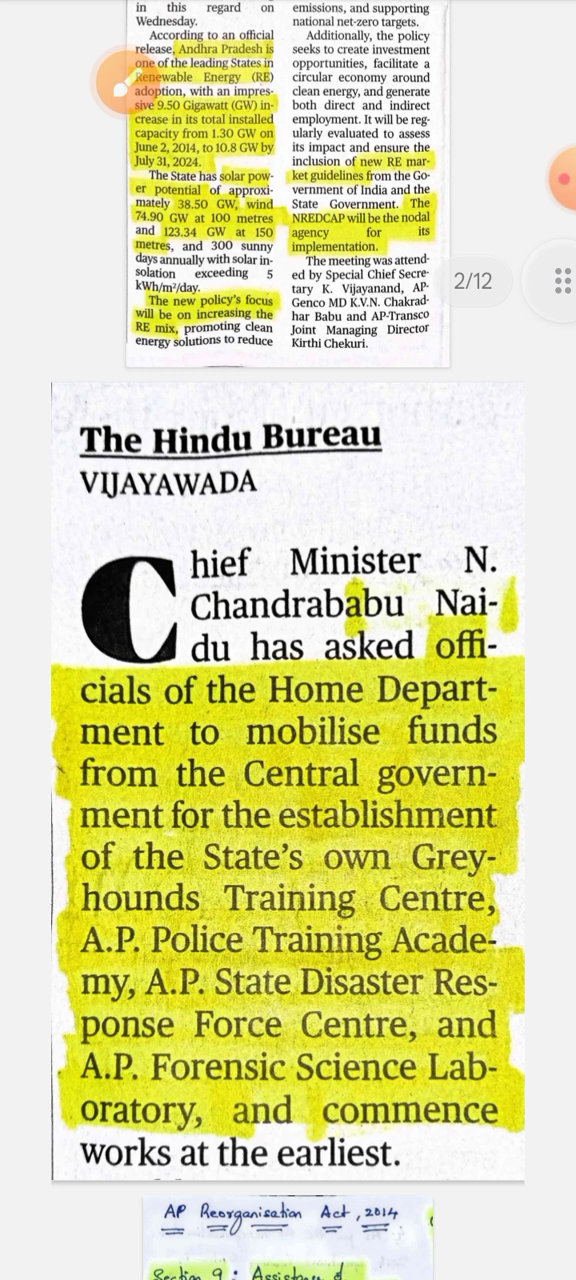 in this regard on
Wednesday.
According to an official
release, Andhra Pradesh is
one of the leading States in
Renewable Energy (RE)
adoption, with an impres-
sive 9.50 Gigawatt (GW) in-
crease in its total installed
capacity from 1.30 GW on
June 2, 2014, to 10.8 GW by
July 31, 2024.
The State has solar pow-
er potential of approxi-
mately 38.50 GW, wind
74.90 GW at 100 metres
and 123.34 GW at 150
metres, and 300 sunny
days annually with solar in-
solation exceeding 5
kWh/m²/day.
The new policy's focus
will be on increasing the
RE mix, promoting clean
energy solutions to reduce
emissions, and supporting
national net-zero targets.
Additionally, the policy
seeks to create investment
opportunities, facilitate a
circular economy around
clean energy, and generate
both direct and indirect
employment. It will be reg-
ularly evaluated to assess
its impact and ensure the
inclusion of new RE mar-
ket guidelines from the Go-
vernment of India and the
State Government. The
NREDCAP will be the nodal
agency for its
implementation.
The meeting was attend-
ed by Special Chief Secre-
tary K. Vijayanand, AP-
Genco MD K.V.N. Chakrad-
har Babu and AP-Transco
Joint Managing Director
Kirthi Chekuri.
2/12
The Hindu Bureau
VIJAYAWADA
Chief Minister N.
Chandrababu Nai-
du has asked offi-
cials of the Home Depart-
ment to mobilise funds
from the Central govern-
ment for the establishment
of the State's own Grey-
hounds Training Centre,
A.P. Police Training Acade-
my, A.P. State Disaster Res-
ponse Force Centre, and
A.P. Forensic Science Lab-
oratory, and commence
works at the earliest.
AP Reorganisation Act, 2014
Section 9: Assistance of